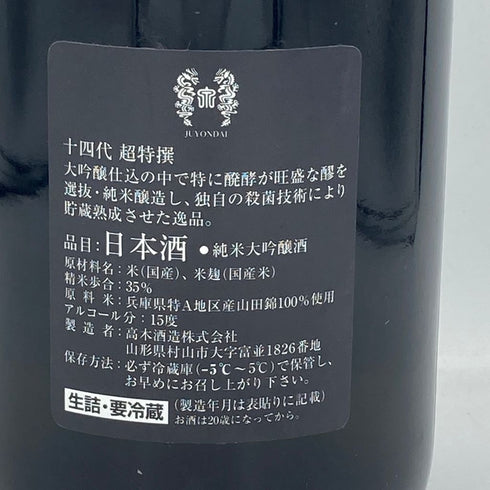 JUYONDAI
十四代 超特撰
大吟醸仕込の中で特に醗酵が旺盛な醪を
選抜・純米醸造し、独自の殺菌技術により
貯蔵熟成させた逸品。
品目：日本酒 ●純米大吟醸酒
原材料名：米（国産）、米麹（国産米）
精米歩合：35%
原料米：兵庫県特A地区産山田錦100%使用
アルコール分：15度
製造者：高木酒造株式会社
山形県村山市大字富並1826番地
保存方法：必ず冷蔵庫（-5℃～5℃）で保管し、
お早めにお召し上がり下さい。
生詰・要冷蔵 （製造年月は表貼りに記載）
お酒は20歳になってから。